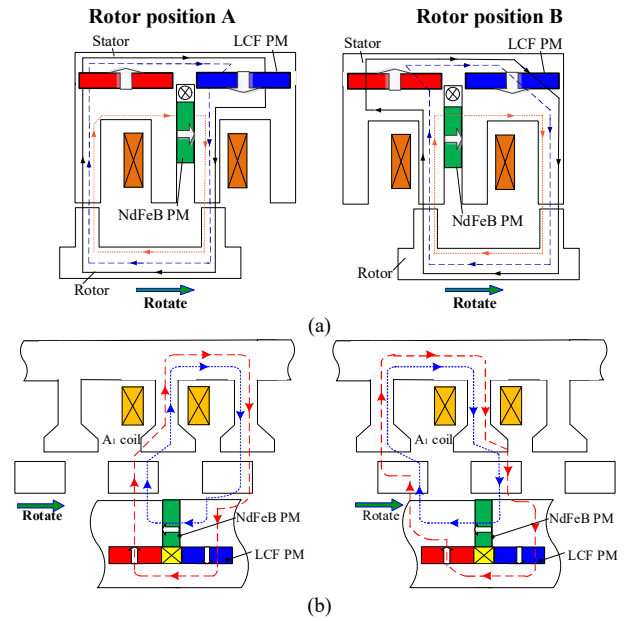 Rotor position A
Rotor position B
Stator
LCF PM
Stator
LCF PM
NdFeB PM
NdFeB PM
Rotor
Rotor
Rotate
Rotate
(a)
A1 coil
A1 coil
Rotate
Rotate
NdFeB PM
NdFeB PM
LCF PM
LCF PM
(b)